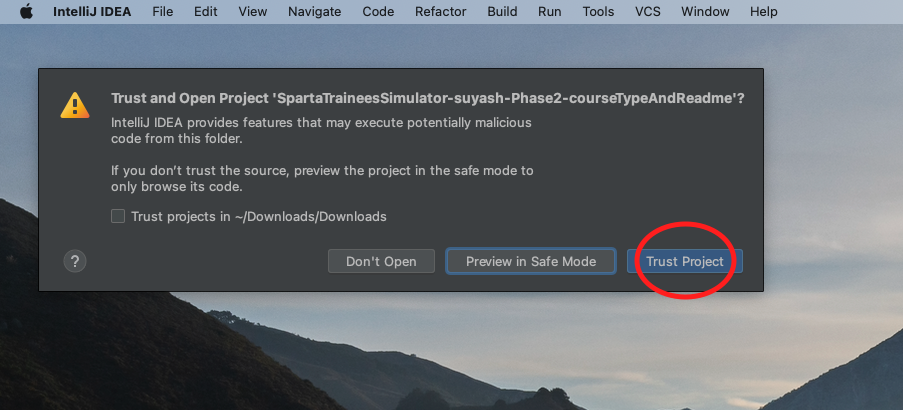 IntelliJ IDEA File Edit View Navigate Code Refactor Build Run Tools VCS Window Help
Trust and Open Project 'SpartaTraineesSimulator-suyash-Phase2-courseTypeAndReadme'?
IntelliJ IDEA provides features that may execute potentially malicious
code from this folder.
If you don't trust the source, preview the project in the safe mode to
only browse its code.
Trust projects in ~/Downloads/Downloads
? Don't Open Preview in Safe Mode Trust Project